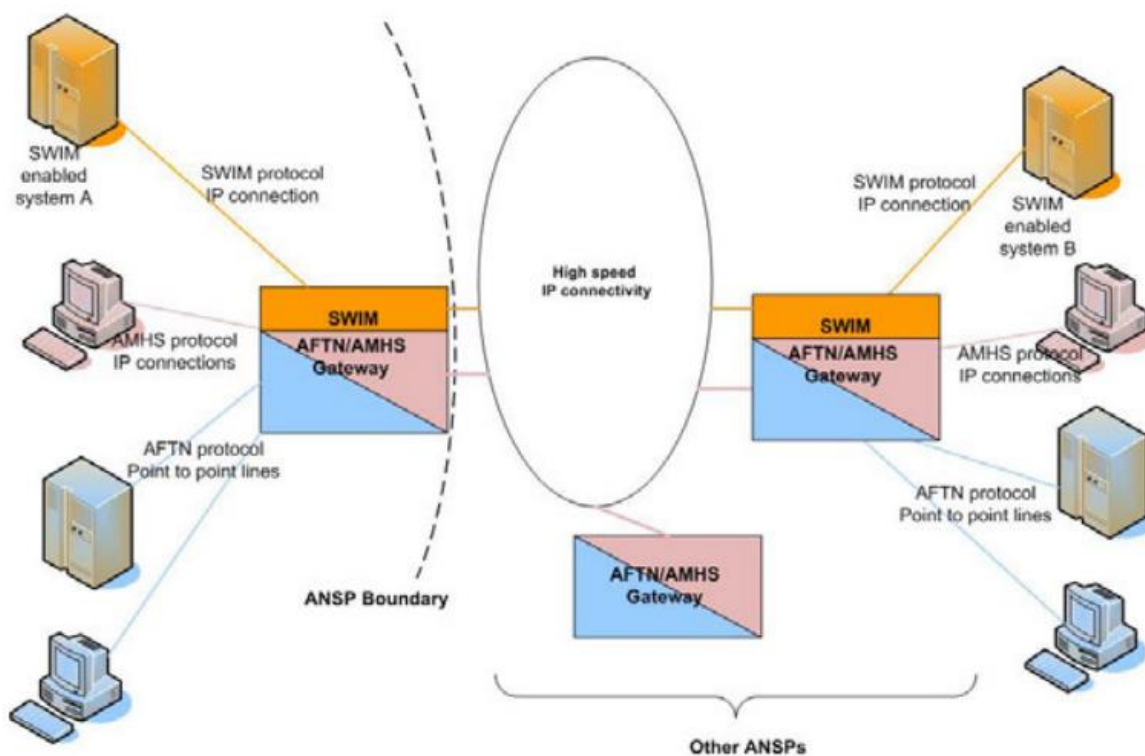 SWIM
enabled
system A
SWIM protocol
IP connection
AMHS protocol
IP connections
AFTN protocol
Point to point lines
SWIM
AFTN/AMHS
Gateway
ANSP Boundary
High speed
IP connectivity
AFTN/AMHS
Gateway
Other ANSPs
SWIM protocol
IP connection
SWIM
enabled
system B
SWIM
AFTN/AMHS
Gateway
AMHS protocol
IP connections
AFTN protocol
Point to point lines